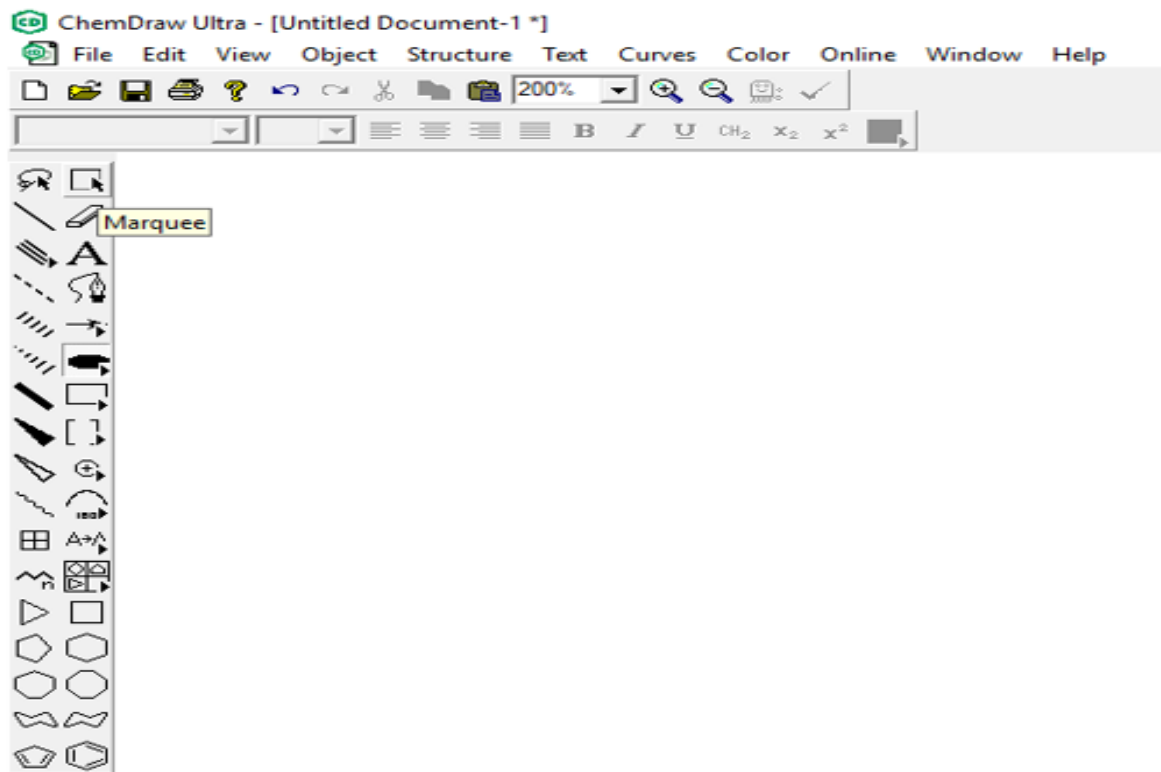 ChemDraw Ultra - [Untitled Document-1 *]
File Edit View Object Structure Text Curves Color Online Window Help
200%
B I U CH₂ x₂ x²
Marquee
A